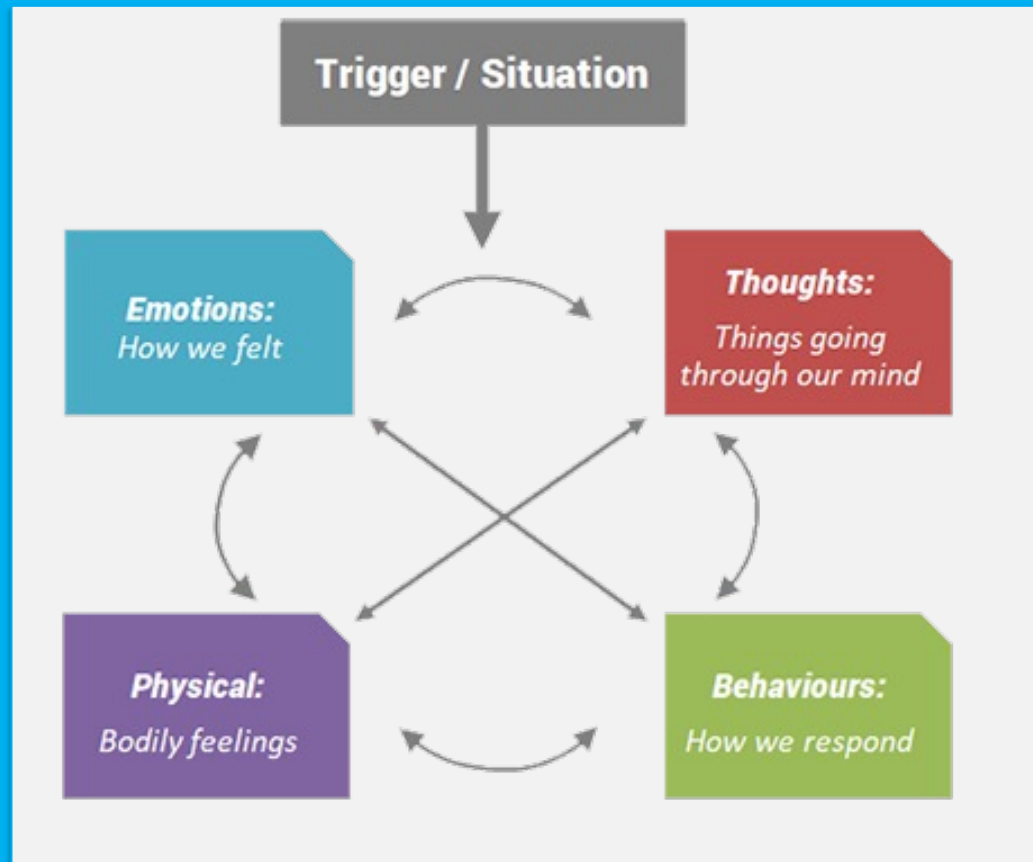 Trigger / Situation
Emotions:
How we felt
Thoughts:
Things going
through our mind
Physical:
Bodily feelings
Behaviours:
How we respond